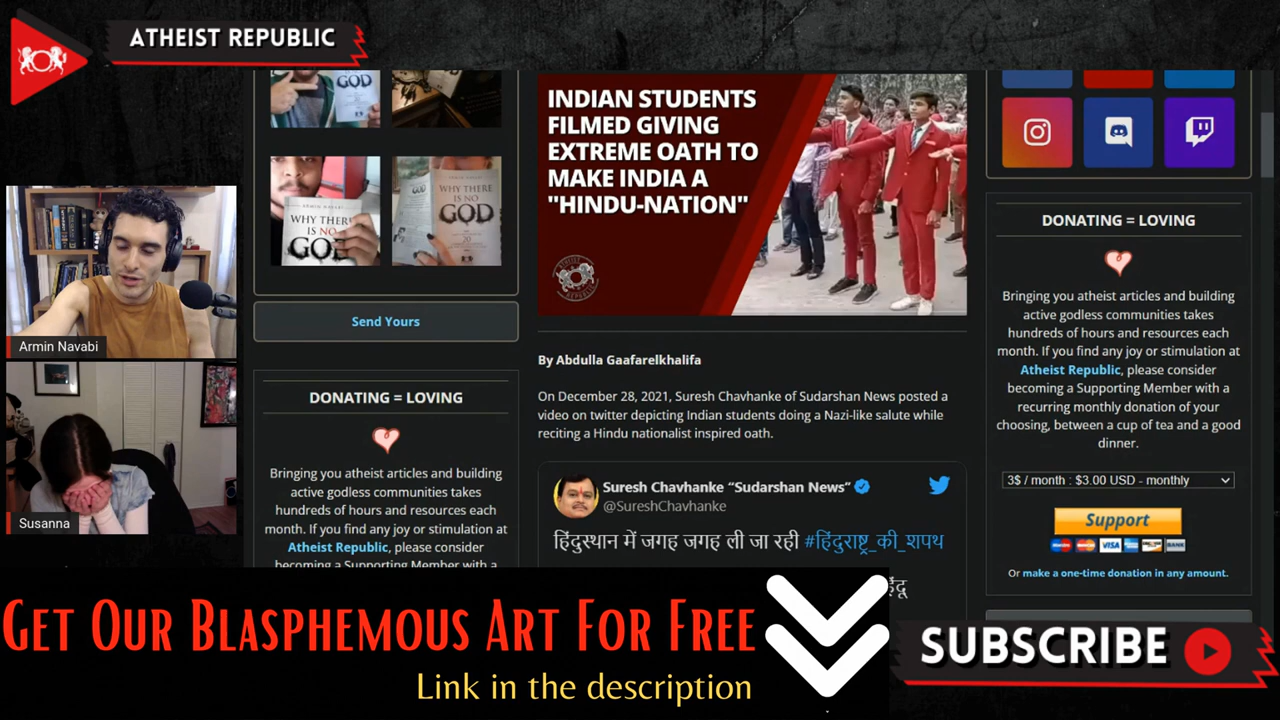 ATHEIST REPUBLIC
GOD
WHY THERE
IS NO
GOD
WHY THERE
IS NO
GOD
Send Yours
DONATING = LOVING
Bringing you atheist articles and building
active godless communities takes
hundreds of hours and resources each
month. If you find any joy or stimulation at
Atheist Republic, please consider
becoming a Supporting Member with a
INDIAN STUDENTS
FILMED GIVING
EXTREME OATH TO
MAKE INDIA A
"HINDU-NATION"
By Abdulla Gaafarelkhalifa
On December 28, 2021, Suresh Chavhanke of Sudarshan News posted a
video on twitter depicting Indian students doing a Nazi-like salute while
reciting a Hindu nationalist inspired oath.
Suresh Chavhanke “Sudarshan News”
@SureshChavhanke
हिंदुस्थान में जगह जगह ली जा रही #हिंदुराष्ट्र_की_शपथ
DONATING = LOVING
Bringing you atheist articles and building
active godless communities takes
hundreds of hours and resources each
month. If you find any joy or stimulation at
Atheist Republic, please consider
becoming a Supporting Member with a
recurring monthly donation of your
choosing, between a cup of tea and a good
dinner.
3$ / month : $3.00 USD - monthly
Support
VISA
BANK
Or make a one-time donation in any amount.
Armin Navabi
Susanna
GET OUR BLASPHEMOUS ART FOR FREE
Link in the description
SUBSCRIBE